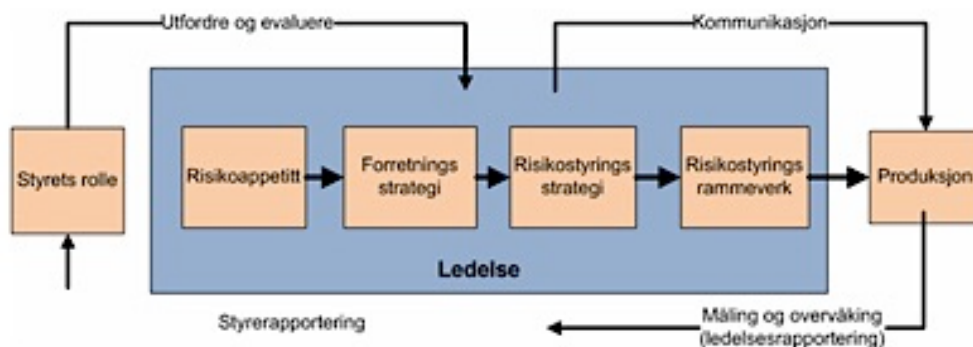 Utfordre og evaluere
Kommunikasjon
Styrets rolle
Risikoappetitt
Forretnings
strategi
Risikostyrings
strategi
Risikostyrings
rammeverk
Produksjon
Ledelse
Styrerapportering
Måling og overvåking
(ledelsesrapportering)